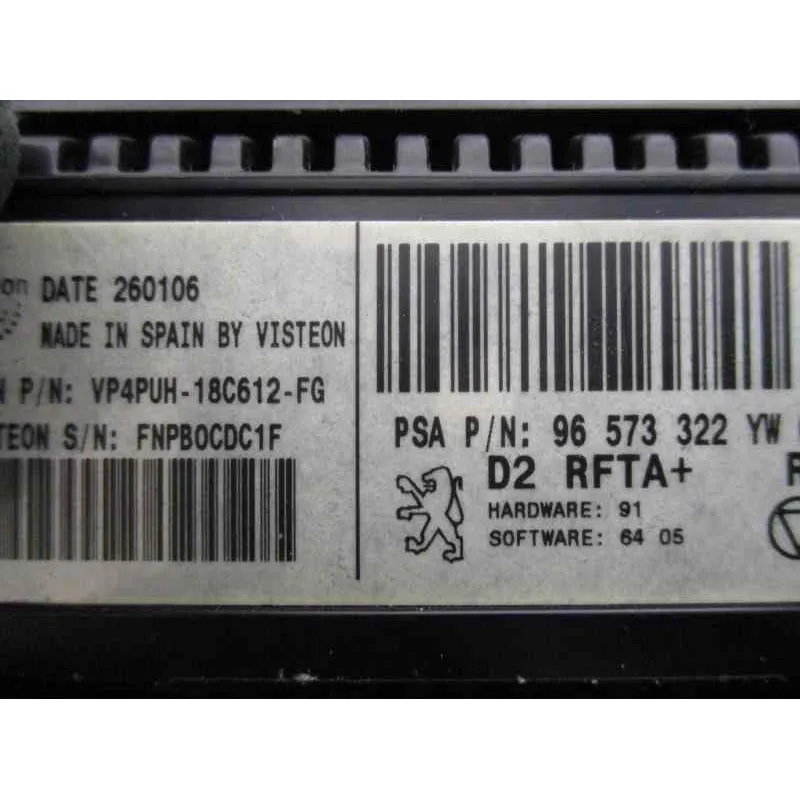 DATE 260106
MADE IN SPAIN BY VISTEON
P/N: VP4PUH-18C612-FG
S/N: FNPB0CDC1F
PSA P/N: 96 573 322 YW
D2 RFTA+
HARDWARE: 91
SOFTWARE: 64 05